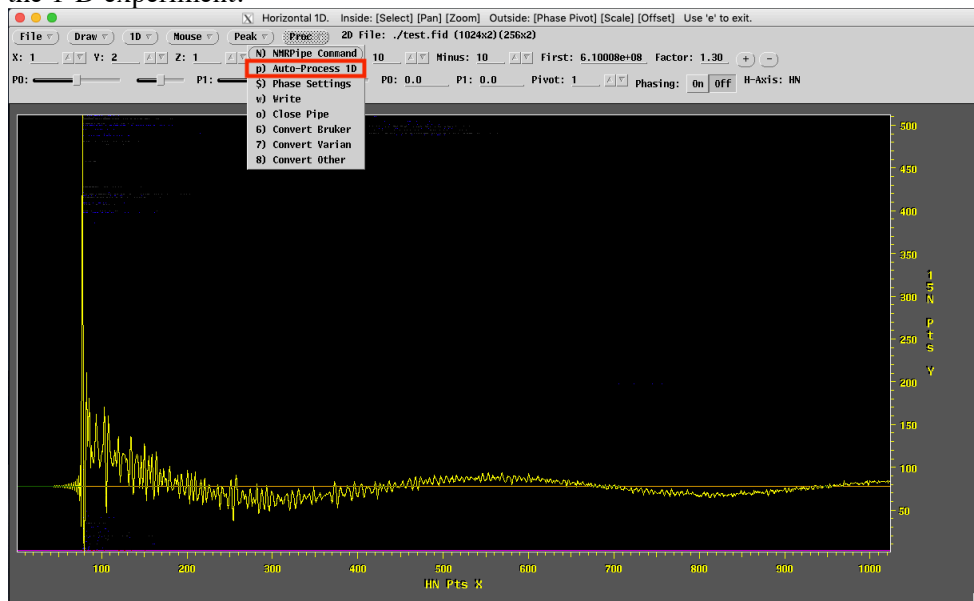 the 1-D experiment.
Horizontal 1D. Inside: [Select] [Pan] [Zoom] Outside: [Phase Pivot] [Scale] [Offset] Use 'e' to exit.
File Draw 1D Mouse Peak Proc 2D File: ./test.fid (1024x2)(256x2)
X: 1 Y: 2 Z: 1 10 Minus: 10 First: 6.10008e+08 Factor: 1.30 + -
P0: P1: P0: 0.0 P1: 0.0 Pivot: 1 Phasing: On Off H-Axis: HN
N) NMRPipe Command
p) Auto-Process 1D
$) Phase Settings
v) Write
o) Close Pipe
6) Convert Bruker
7) Convert Varian
8) Convert Other
500
450
400
350
300
250
200
150
100
50
15N Pts Y
100 200 300 400 500 600 700 800 900 1000
HN Pts X